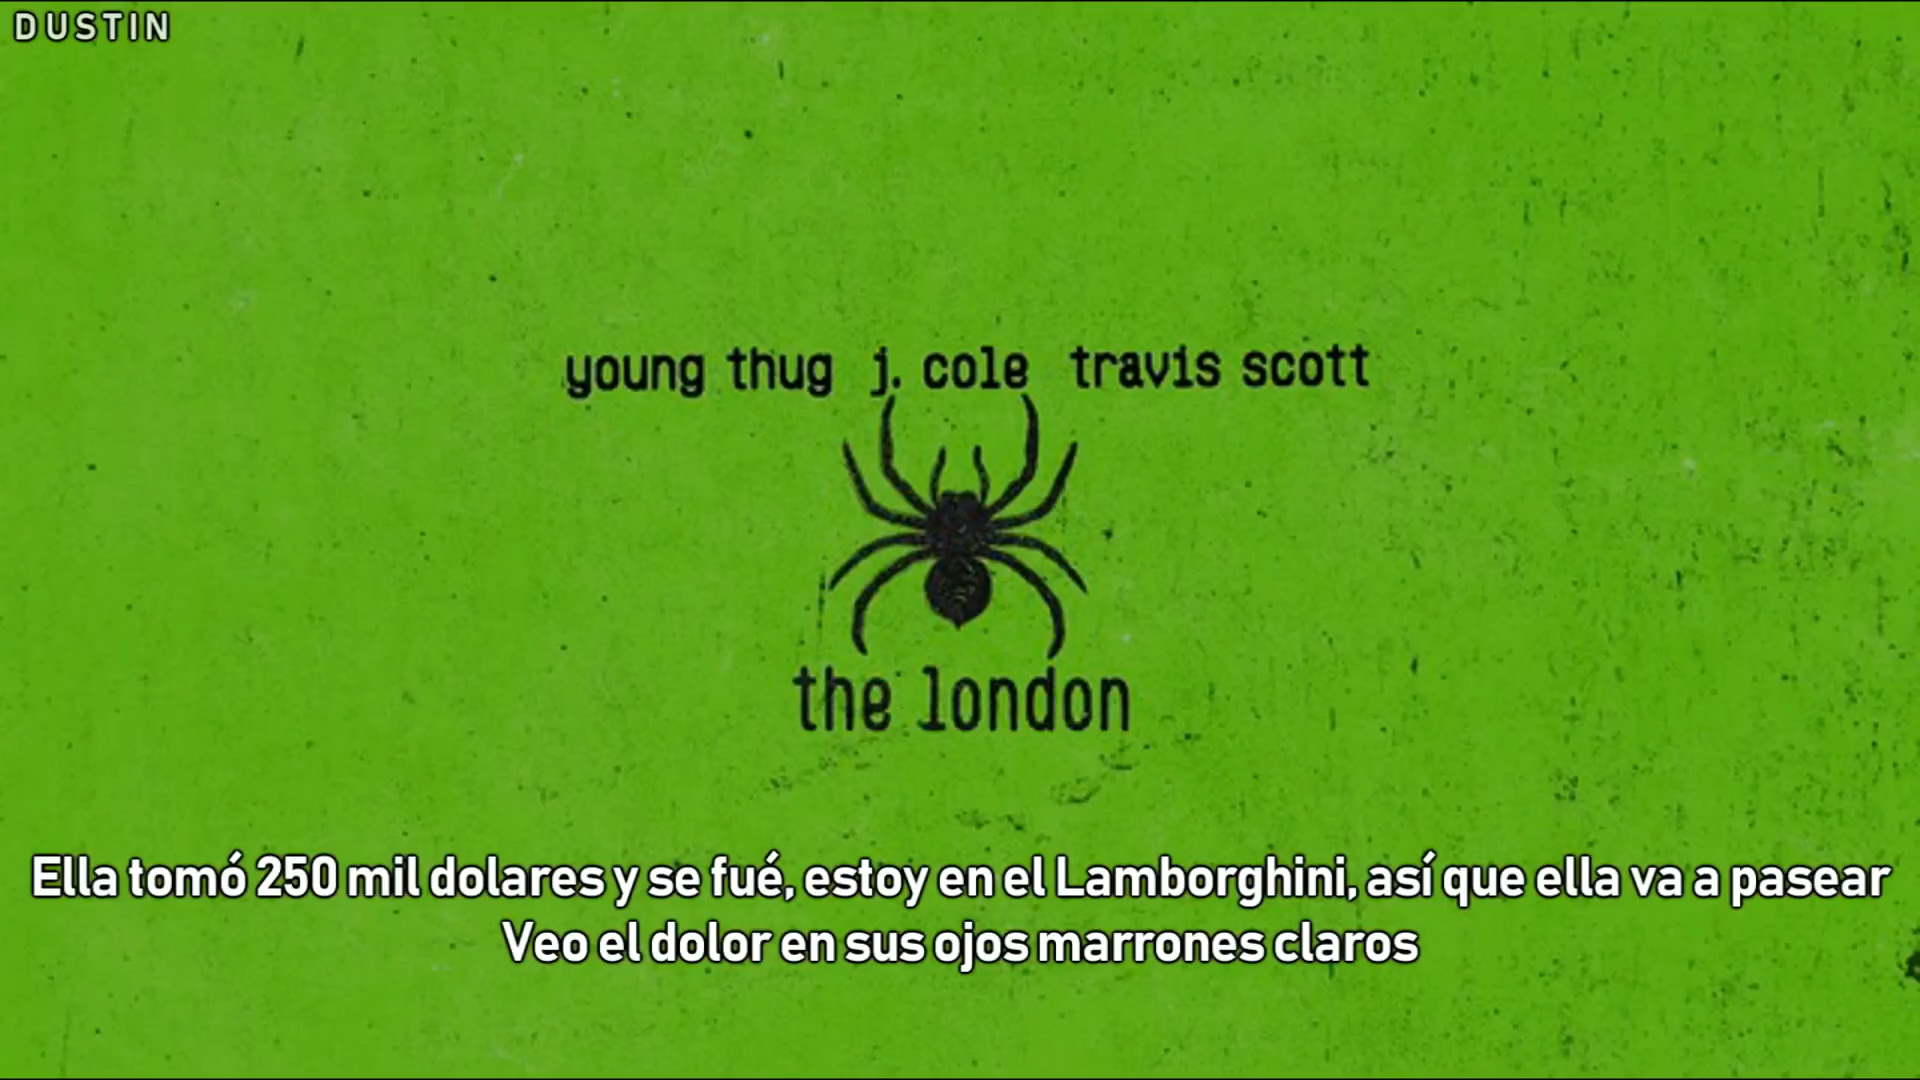 DUSTIN
young thug j. cole travis scott
the london
Ella tomó 250 mil dolares y se fué, estoy en el Lamborghini, así que ella va a pasear
Veo el dolor en sus ojos marrones claros